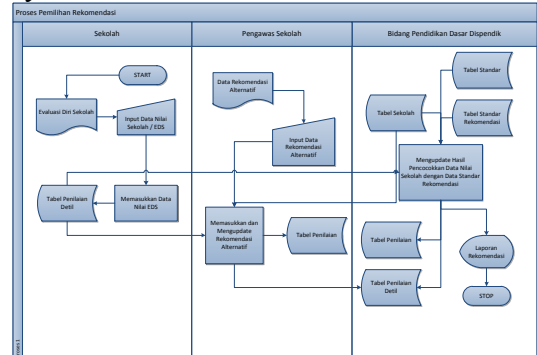 Proses Pemilihan Rekomendasi
Sekolah
Pengawas Sekolah
Bidang Pendidikan Dasar Dispendik
START
Evaluasi Diri Sekolah
Input Data Nilai
Sekolah / EDS
Tabel Penilaian
Detil
Memasukkan Data
Nilai EDS
Data Rekomendasi
Alternatif
Input Data
Rekomendasi
Alternatif
Memasukkan dan
Mengupdate
Rekomendasi
Alternatif
Tabel Penilaian
Tabel Standar
Tabel Sekolah
Tabel Standar
Rekomendasi
Mengupdate Hasil
Pencocokkan Data Nilai
Sekolah dengan Data Standar
Rekomendasi
Tabel Penilaian
Laporan
Rekomendasi
Tabel Penilaian
Detil
STOP